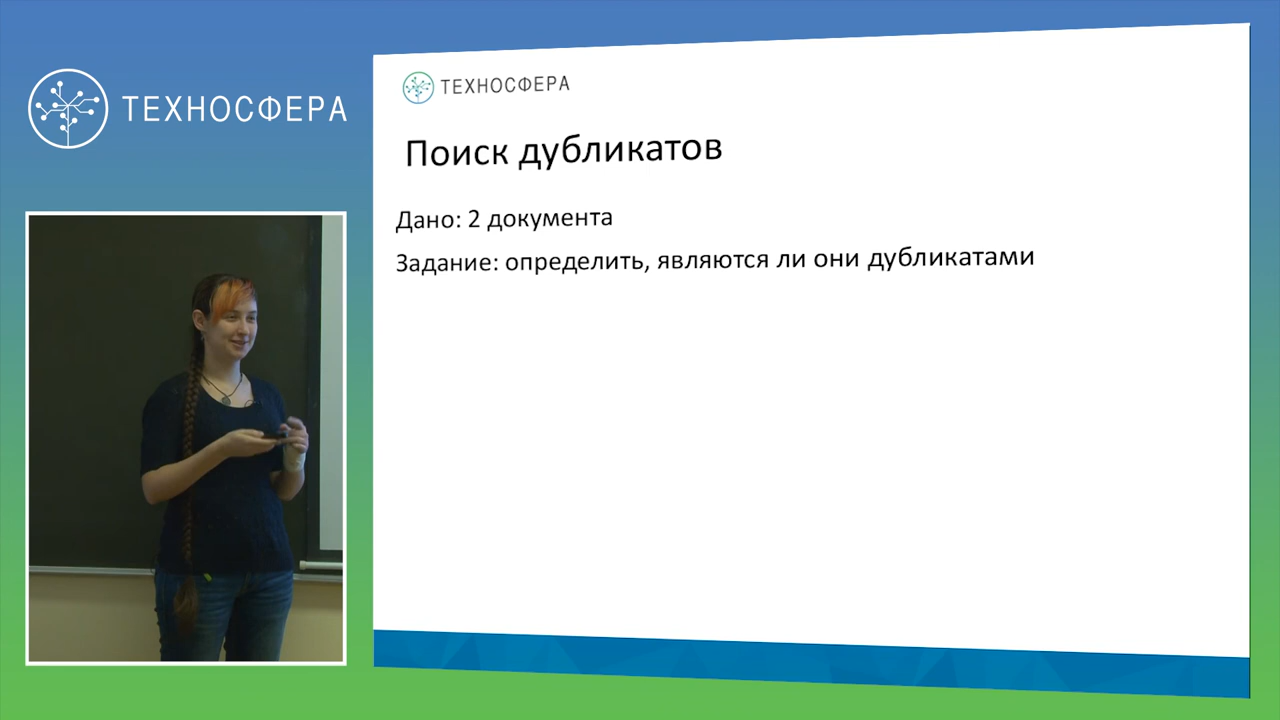 ТЕХНОСФЕРА
ТЕХНОСФЕРА
Поиск дубликатов
Дано: 2 документа
Задание: определить, являются ли они дубликатами